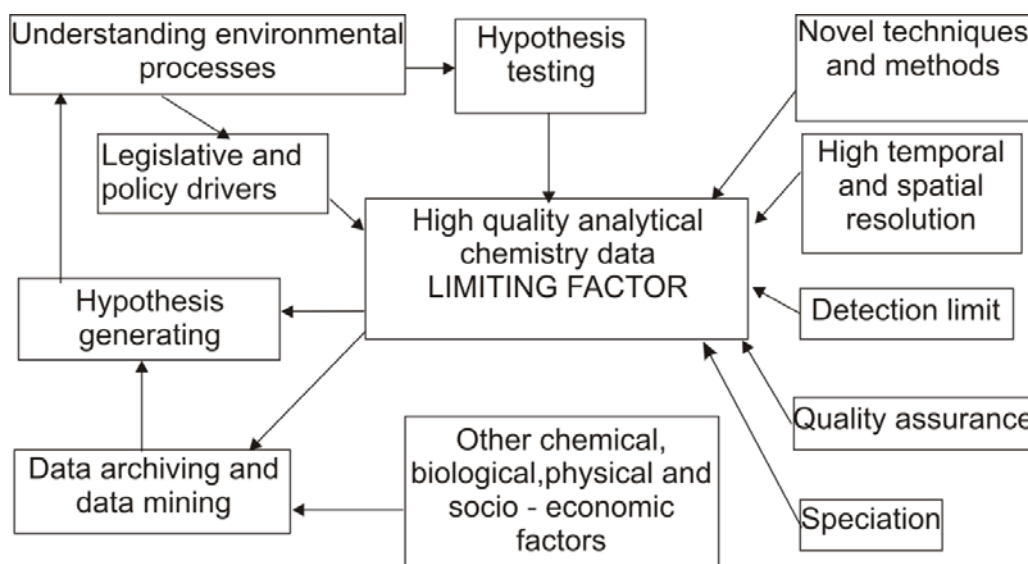 Understanding environmental
processes
Hypothesis
testing
Novel techniques
and methods
Legislative and
policy drivers
High temporal
and spatial
resolution
High quality analytical
chemistry data
LIMITING FACTOR
Hypothesis
generating
Detection limit
Quality assurance
Data archiving and
data mining
Other chemical,
biological,physical and
socio - economic
factors
Speciation